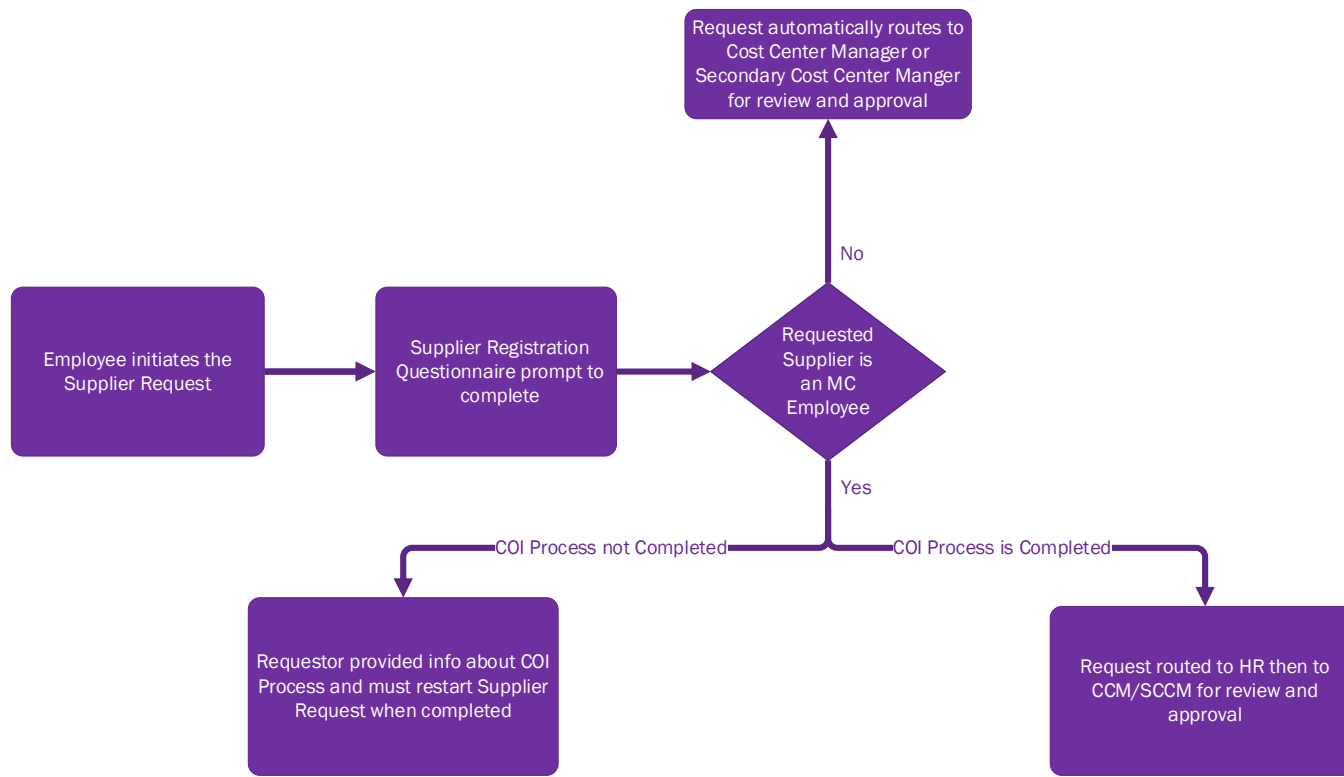 Request automatically routes to
Cost Center Manager or
Secondary Cost Center Manger
for review and approval
No
Employee initiates the
Supplier Request
Supplier Registration
Questionnaire prompt to
complete
Requested
Supplier is
an MC
Employee
Yes
COI Process not Completed
COI Process is Completed
Requestor provided info about COI
Process and must restart Supplier
Request when completed
Request routed to HR then to
CCM/SCCM for review and
approval